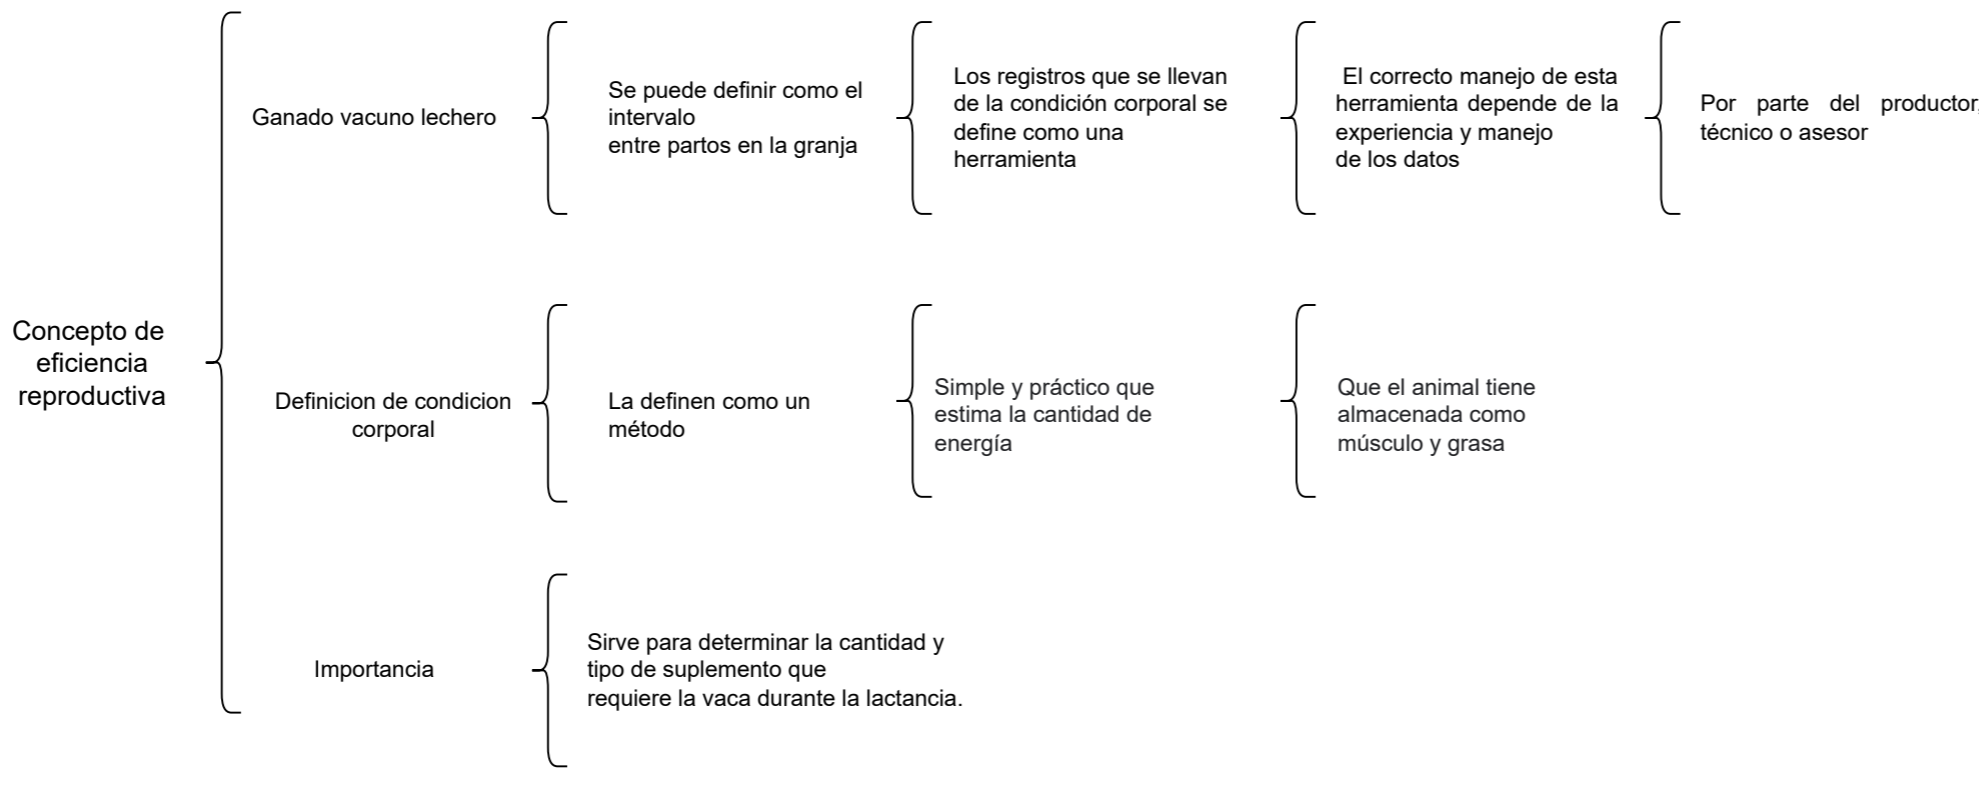 Concepto de
eficiencia
reproductiva
Ganado vacuno lechero
Se puede definir como el
intervalo
entre partos en la granja
Los registros que se llevan
de la condición corporal se
define como una
herramienta
El correcto manejo de esta
herramienta depende de la
experiencia y manejo
de los datos
Por parte del productor,
técnico o asesor
Definicion de condicion
corporal
La definen como un
método
Simple y práctico que
estima la cantidad de
energía
Que el animal tiene
almacenada como
músculo y grasa
Importancia
Sirve para determinar la cantidad y
tipo de suplemento que
requiere la vaca durante la lactancia.